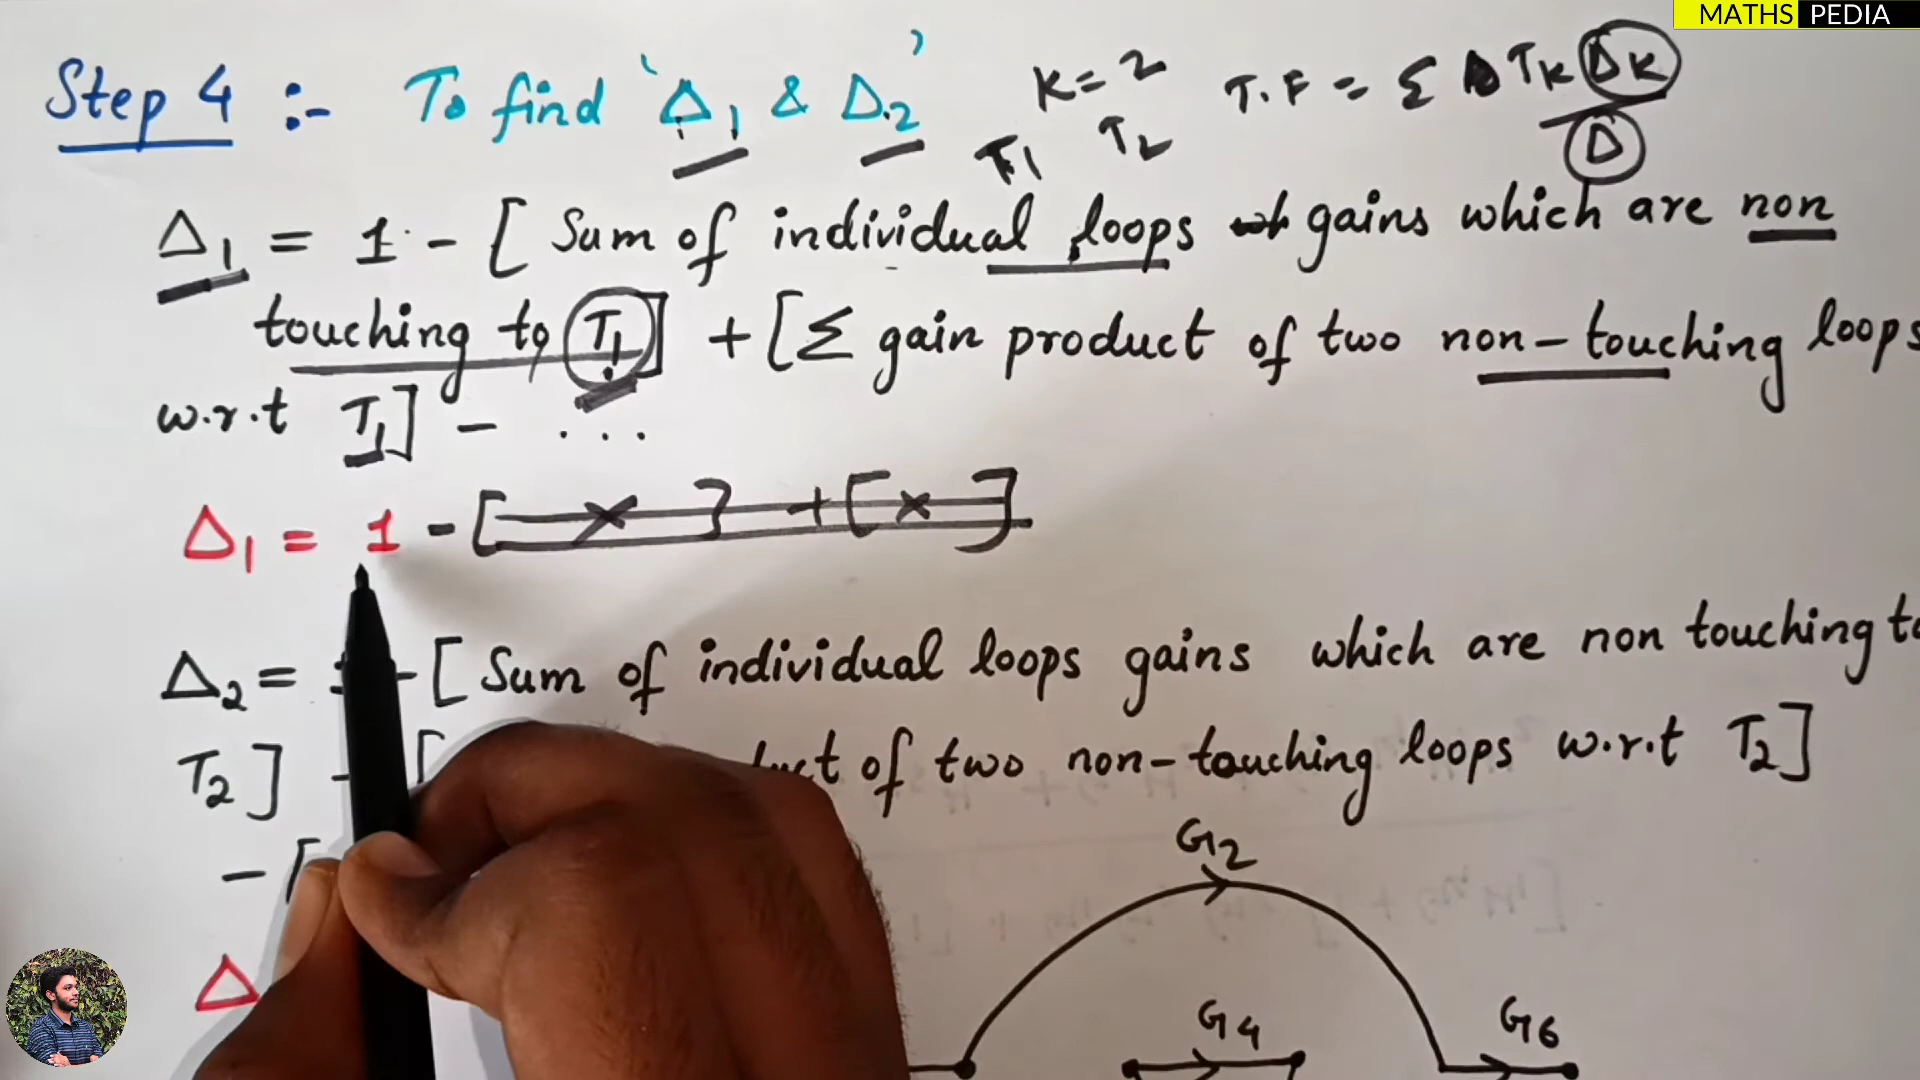 MATHS PEDIA
Step 4 :- To find 'Δ1 & Δ2'
K = 2
T1 T2
T.F = Σ TK ΔK
Δ
Δ1 = 1 - [ Sum of individual loops gains which are non
touching to T1] + [Σ gain product of two non-touching loops
w.r.t T1] - ...
Δ1 = 1 - [ × ] + [ × ]
Δ2 = - [ Sum of individual loops gains which are non touching to
T2] [ of two non-touching loops w.r.t T2]
- [
Δ
G2
G4
G6